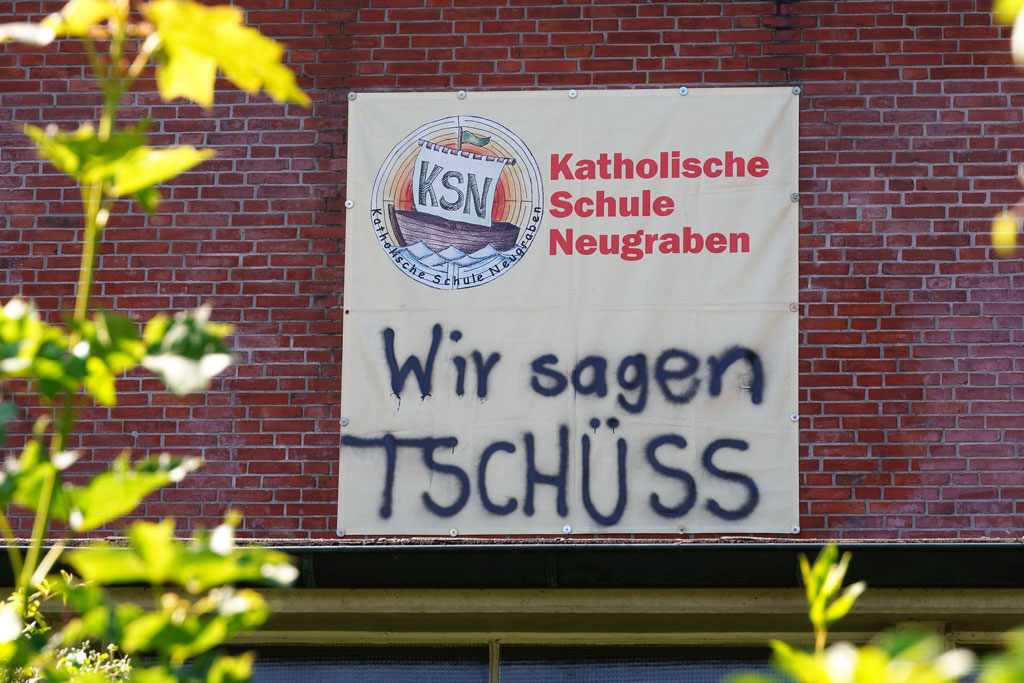 KSN
Katholische Schule Neugraben
Katholische
Schule
Neugraben
Wir sagen
TSCHÜSS